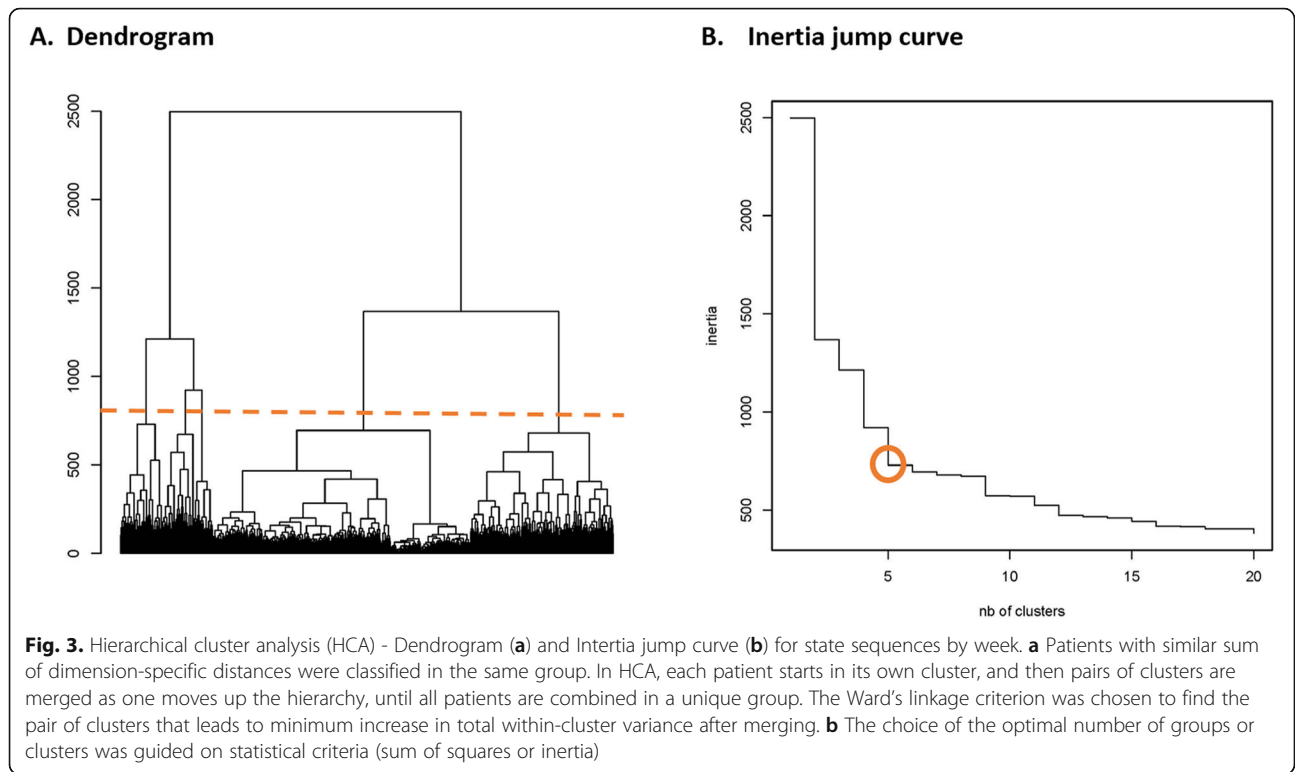 A. Dendrogram
B. Inertia jump curve
2500
2000
1500
1000
500
0
2500
2000
1500
1000
500
inertia
5
10
15
20
nb of clusters
Fig. 3. Hierarchical cluster analysis (HCA) - Dendrogram (a) and Intertia jump curve (b) for state sequences by week. a Patients with similar sum
of dimension-specific distances were classified in the same group. In HCA, each patient starts in its own cluster, and then pairs of clusters are
merged as one moves up the hierarchy, until all patients are combined in a unique group. The Ward's linkage criterion was chosen to find the
pair of clusters that leads to minimum increase in total within-cluster variance after merging. b The choice of the optimal number of groups or
clusters was guided on statistical criteria (sum of squares or inertia)